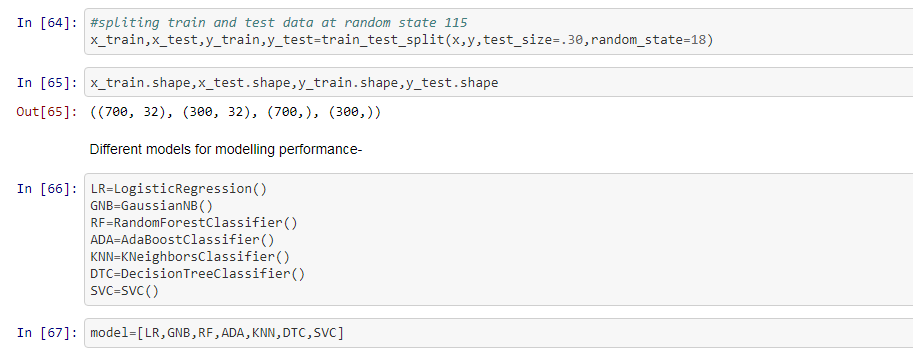 In [64]: #spliting train and test data at random state 115
x_train,x_test,y_train,y_test=train_test_split(x,y,test_size=.30,random_state=18)
In [65]: x_train.shape,x_test.shape,y_train.shape,y_test.shape
Out[65]: ((700, 32), (300, 32), (700,), (300,))
Different models for modelling performance-
In [66]: LR=LogisticRegression()
GNB=GaussianNB()
RF=RandomForestClassifier()
ADA=AdaBoostClassifier()
KNN=KNeighborsClassifier()
DTC=DecisionTreeClassifier()
SVC=SVC()
In [67]: model=[LR,GNB,RF,ADA,KNN,DTC,SVC]